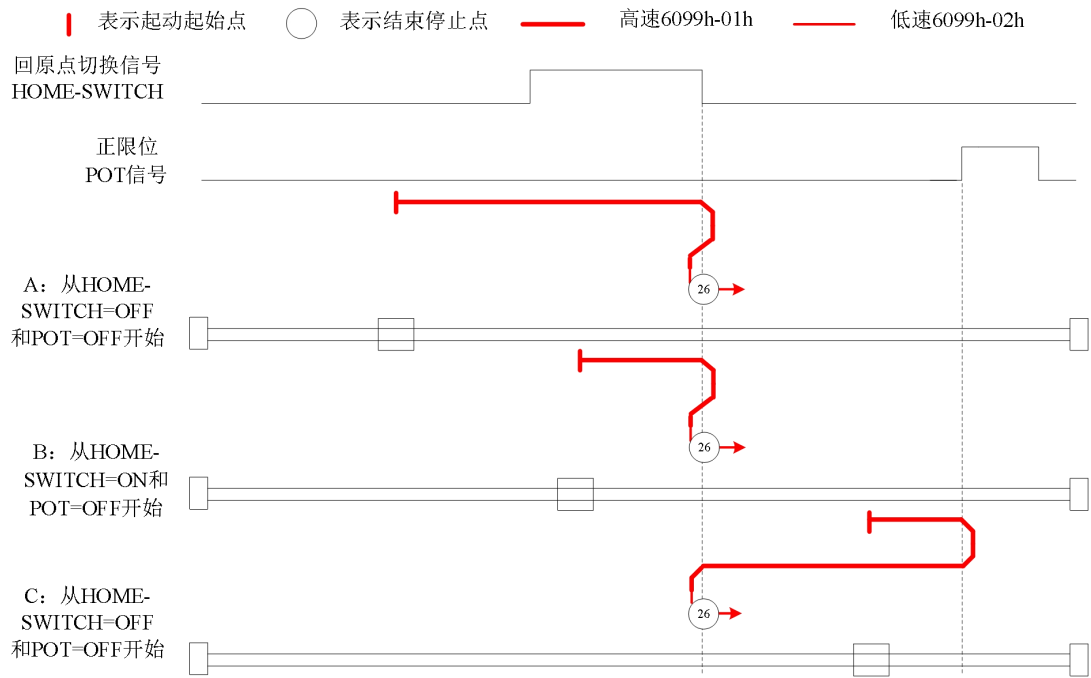 表示起动起始点 表示结束停止点 高速6099h-01h 低速6099h-02h
回原点切换信号
HOME-SWITCH
正限位
POT信号
26
A：从HOME-
SWITCH=OFF
和POT=OFF开始
26
B：从HOME-
SWITCH=ON和
POT=OFF开始
26
C：从HOME-
SWITCH=OFF
和POT=OFF开始